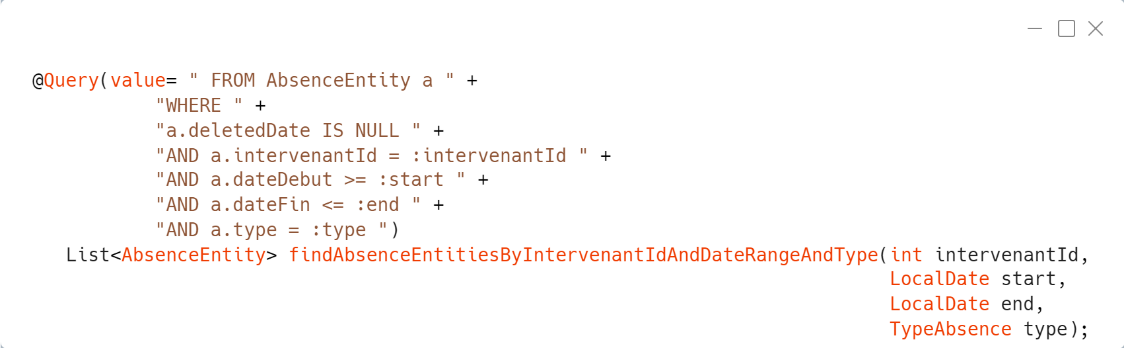 @Query(value= " FROM AbsenceEntity a " +
"WHERE " +
"a.deletedDate IS NULL " +
"AND a.intervenantId = :intervenantId " +
"AND a.dateDebut >= :start " +
"AND a.dateFin <= :end " +
"AND a.type = :type ")
List<AbsenceEntity> findAbsenceEntitiesByIntervenantIdAndDateRangeAndType(int intervenantId,
LocalDate start,
LocalDate end,
TypeAbsence type);